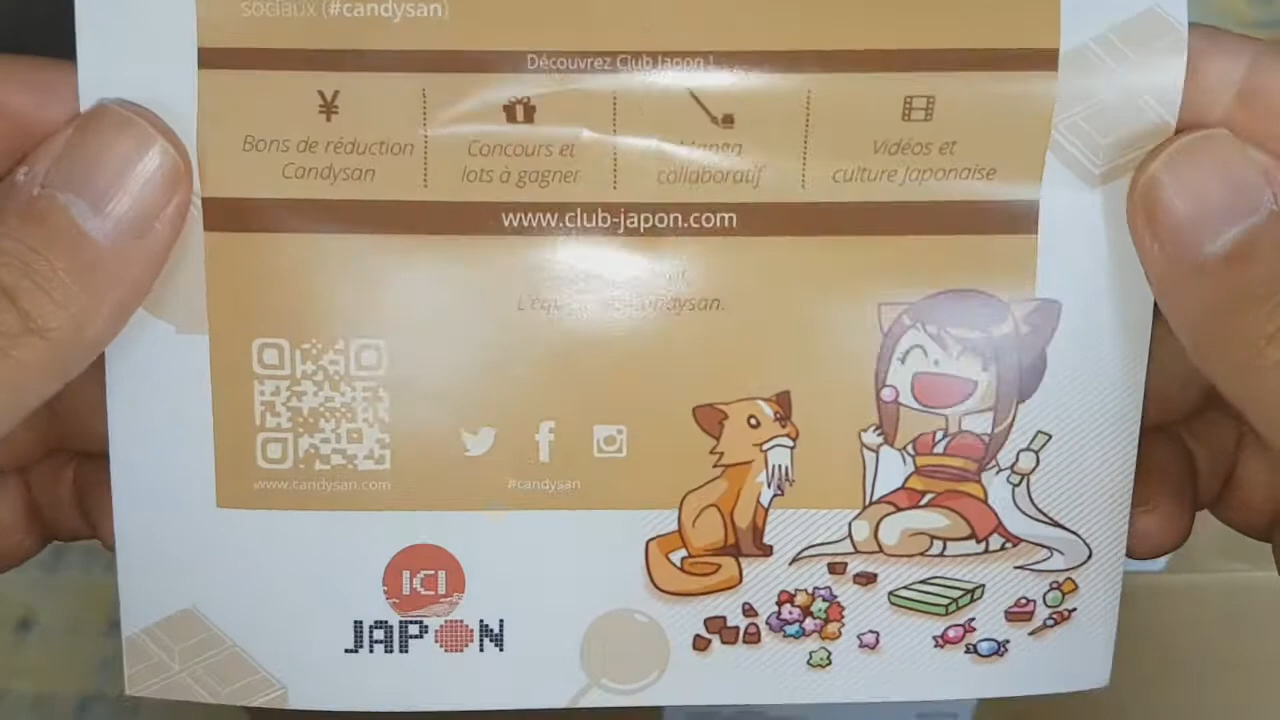 sociaux (#candysan)
Découvrez Club Japon !
Bons de réduction
Candysan
Concours et
lots à gagner
Manga
collaboratif
Vidéos et
culture Japonaise
www.club-japon.com
www.candysan.com
#candysan
ICI
JAPON